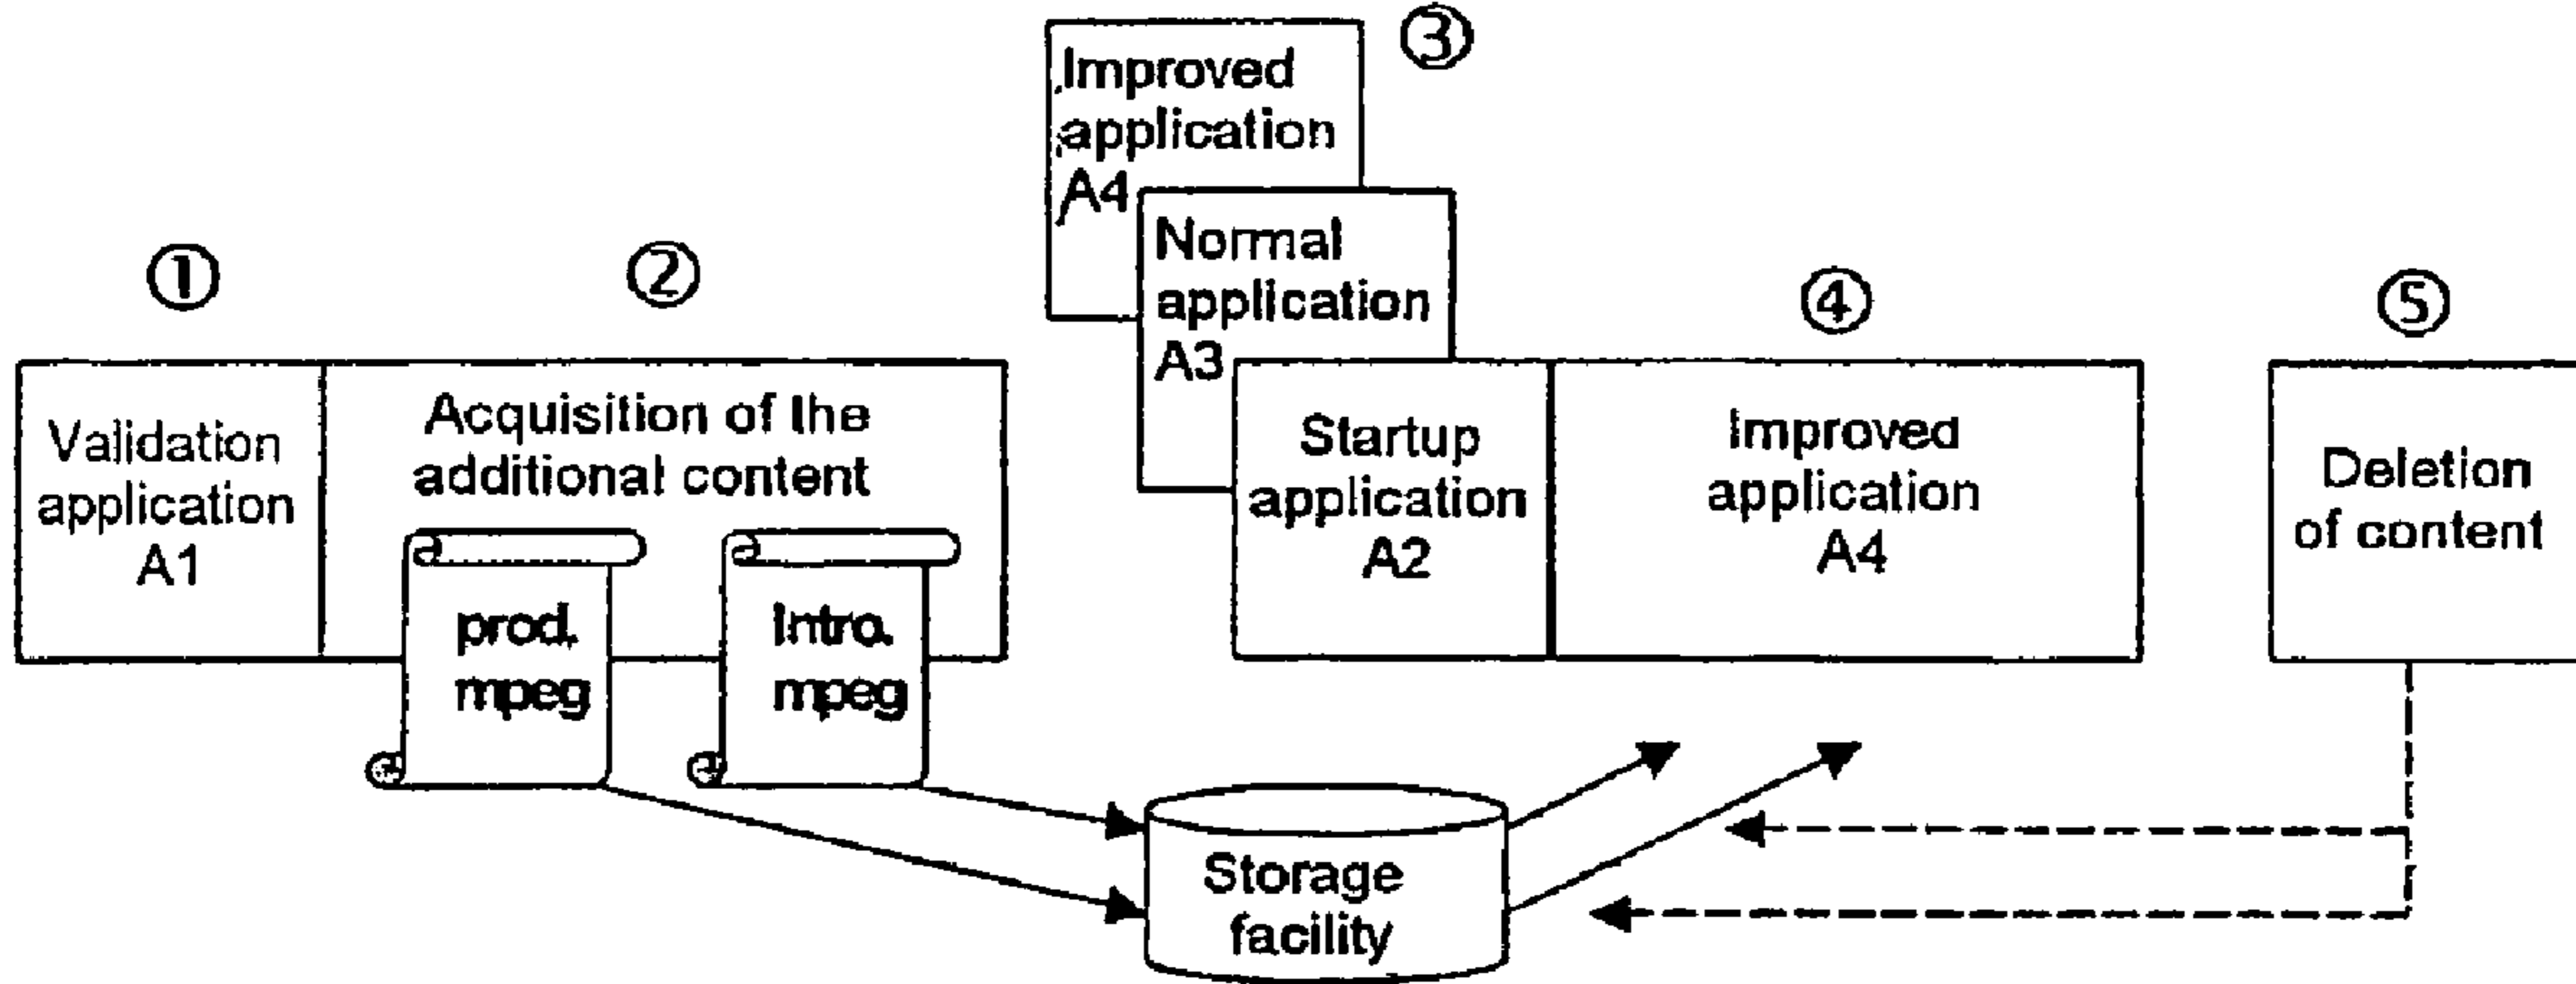 ①
Validation
application
A1
②
Acquisition of the
additional content
prod.
mpeg
Intro.
mpeg
③
Improved
application
A4
Normal
application
A3
Startup
application
A2
④
Improved
application
A4
⑤
Deletion
of content
Storage
facility